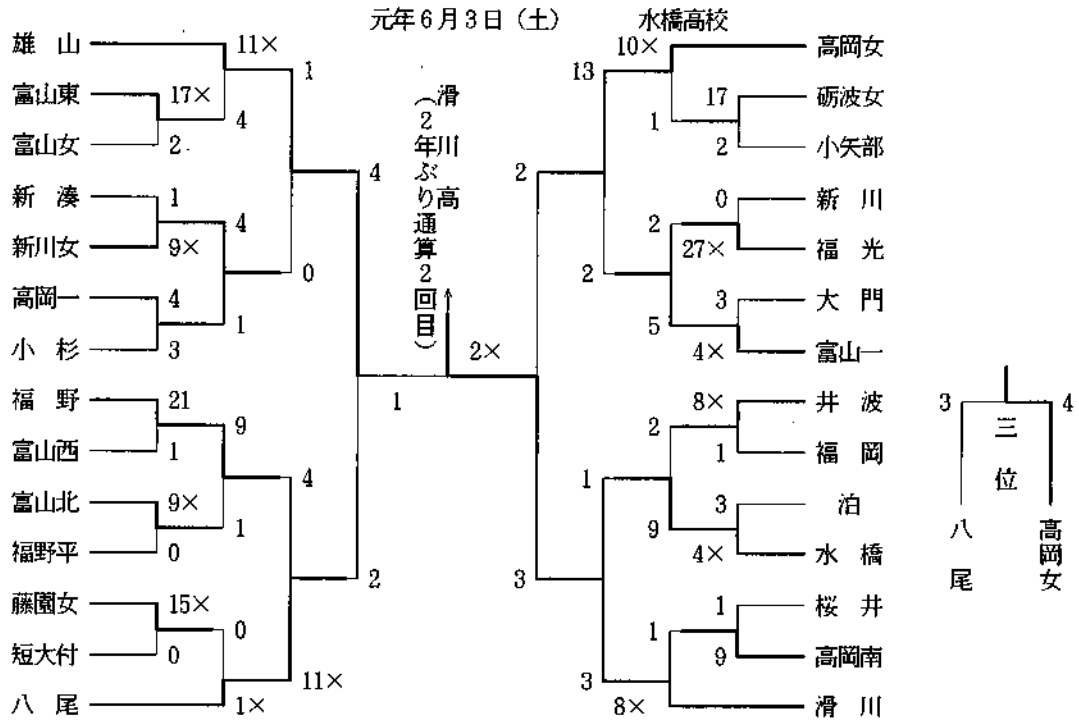 元年6月3日（土）　水橋高校
滑川高
（2年ぶり通算2回目）
雄山
11×
富山東
17×
4
富山女
2
1
新湊
1
新川女
9×
4
高岡一
4
小杉
3
1
0
4
福野
21
富山西
1
9
富山北
9×
福野平
0
1
4
藤園女
15×
短大付
0
0
八尾
1×
11×
2
1
2×
高岡女
10×
砺波女
17
小矢部
2
1
13
新川
0
福光
27×
2
大門
3
富山一
4×
5
2
2
井波
8×
福岡
1
2
泊
3
水橋
4×
9
1
桜井
1
高岡南
9
1
滑川
8×
3
3
3
4
三位
八尾
高岡女